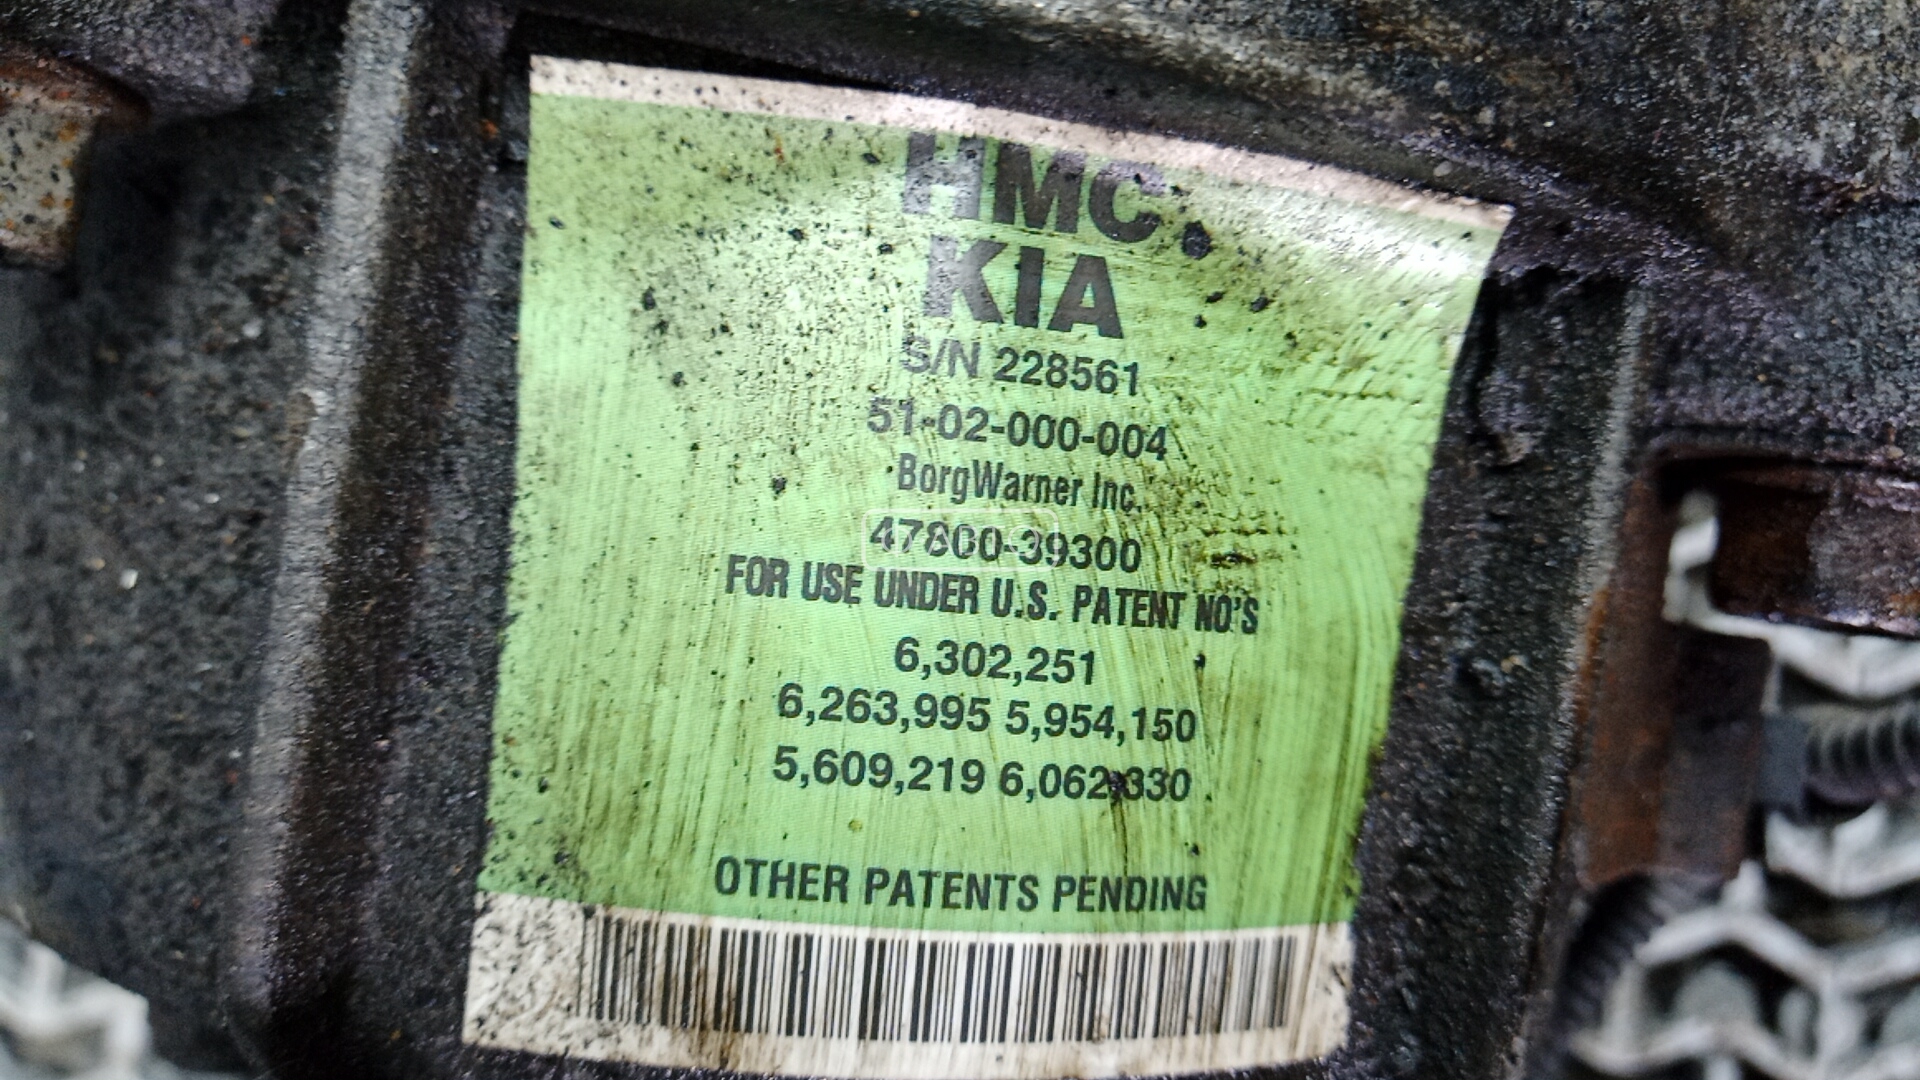 HMC.
KIA
S/N 228561
51-02-000-004
BorgWarner Inc.
47800-39300
FOR USE UNDER U.S. PATENT NO'S
6,302,251
6,263,995 5,954,150
5,609,219 6,062,330
OTHER PATENTS PENDING